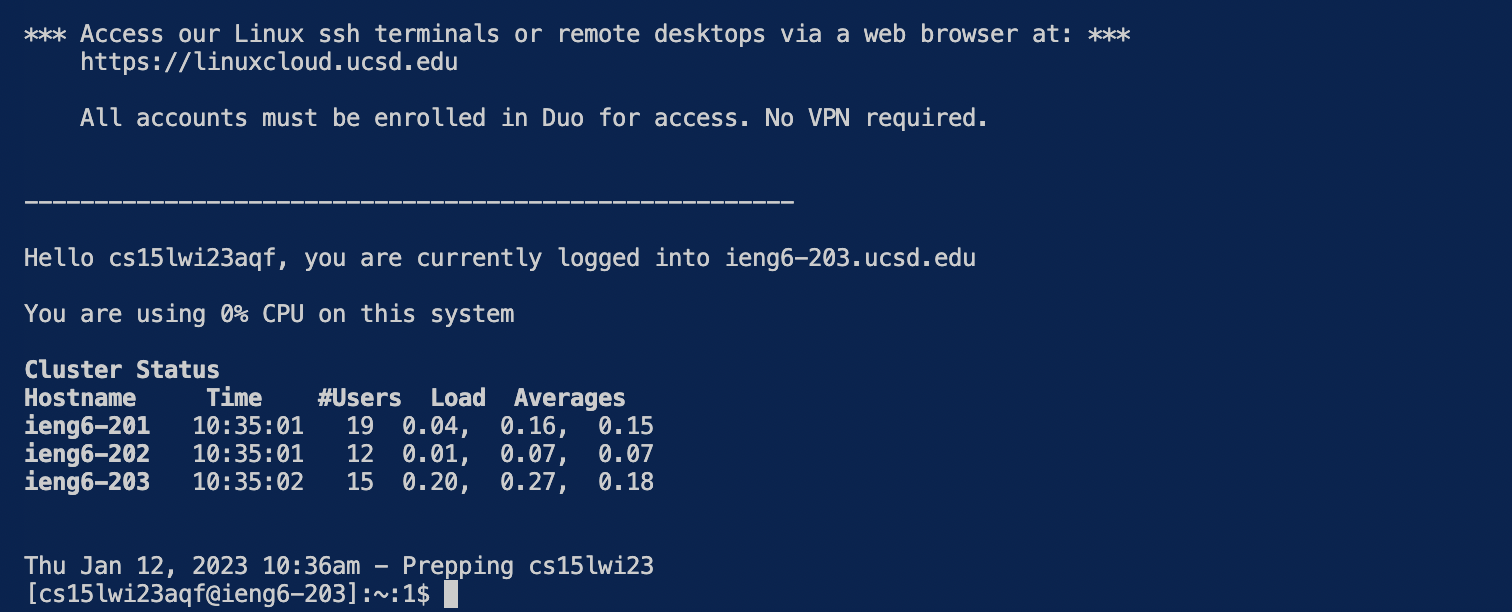 *** Access our Linux ssh terminals or remote desktops via a web browser at: ***
https://linuxcloud.ucsd.edu
All accounts must be enrolled in Duo for access. No VPN required.
-------------------------------------------------------
Hello cs15lwi23aqf, you are currently logged into ieng6-203.ucsd.edu
You are using 0% CPU on this system
Cluster Status
Hostname     Time    #Users  Load  Averages
ieng6-201   10:35:01   19  0.04,  0.16,  0.15
ieng6-202   10:35:01   12  0.01,  0.07,  0.07
ieng6-203   10:35:02   15  0.20,  0.27,  0.18
Thu Jan 12, 2023 10:36am - Prepping cs15lwi23
[cs15lwi23aqf@ieng6-203]:~:1$